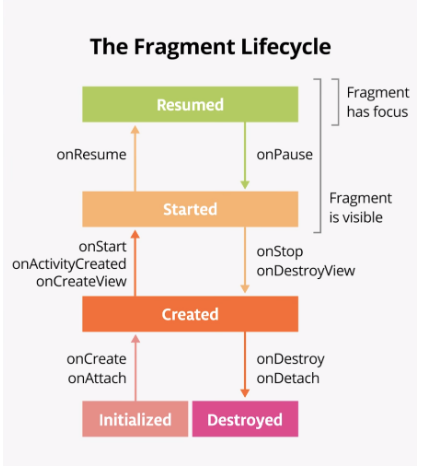 The Fragment Lifecycle
Resumed
Fragment
has focus
onResume
onPause
Started
Fragment
is visible
onStart
onActivityCreated
onCreateView
onStop
onDestroyView
Created
onCreate
onAttach
onDestroy
onDetach
Initialized
Destroyed